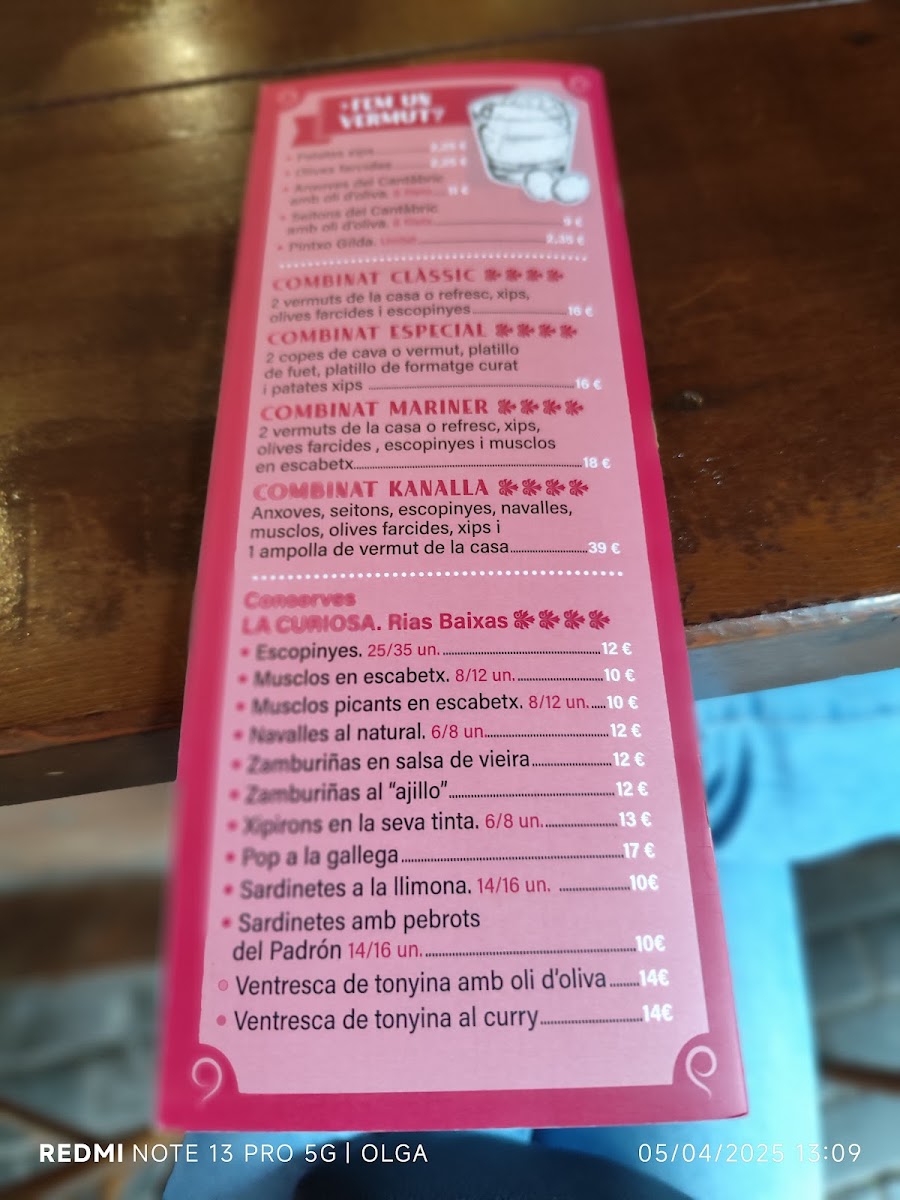 ·FEM UN
VERMUT?
• Patates xips
• Olives farcides
• Anxoves del Cantàbric
amb oli d'oliva. 11 €
• Seitons del Cantàbric
amb oli d'oliva. 9 €
• Pintxo Gilda. Unitat 2,35 €
COMBINAT CLÀSSIC
2 vermuts de la casa o refresc, xips,
olives farcides i escopinyes 16 €
COMBINAT ESPECIAL
2 copes de cava o vermut, platillo
de fuet, platillo de formatge curat
i patates xips 16 €
COMBINAT MARINER
2 vermuts de la casa o refresc, xips,
olives farcides , escopinyes i musclos
en escabetx 18 €
COMBINAT KANALLA
Anxoves, seitons, escopinyes, navalles,
musclos, olives farcides, xips i
1 ampolla de vermut de la casa 39 €
Conserves
LA CURIOSA. Rias Baixas
• Escopinyes. 25/35 un. 12 €
• Musclos en escabetx. 8/12 un. 10 €
• Musclos picants en escabetx. 8/12 un. 10 €
• Navalles al natural. 6/8 un. 12 €
• Zamburiñas en salsa de vieira 12 €
• Zamburiñas al "ajillo" 12 €
• Xipirons en la seva tinta. 6/8 un. 13 €
• Pop a la gallega 17 €
• Sardinetes a la llimona. 14/16 un. 10€
• Sardinetes amb pebrots
del Padrón 14/16 un. 10€
• Ventresca de tonyina amb oli d'oliva 14€
• Ventresca de tonyina al curry 14€
REDMI NOTE 13 PRO 5G | OLGA
05/04/2025 13:09